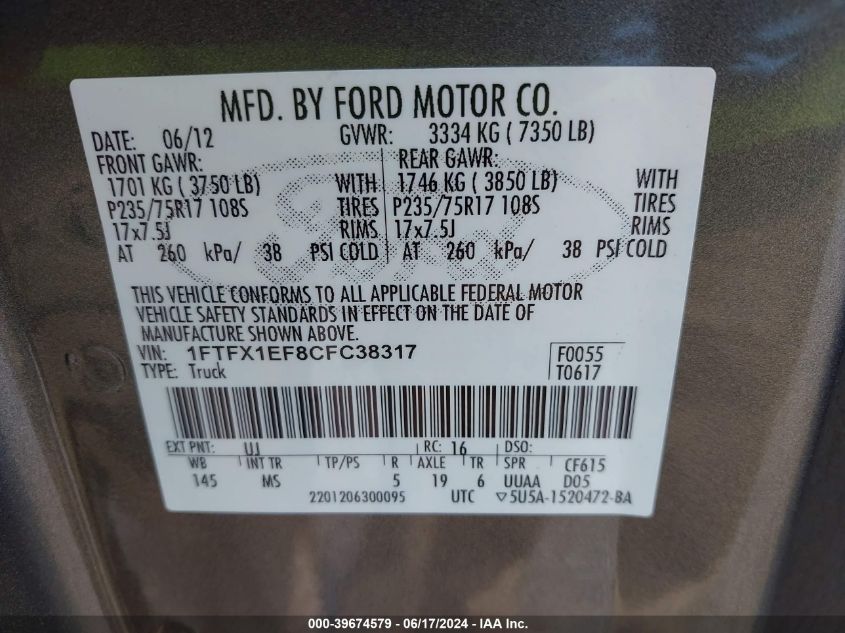 MFD. BY FORD MOTOR CO.
DATE: 06/12 GVWR: 3334 KG ( 7350 LB)
FRONT GAWR: REAR GAWR:
1701 KG ( 3750 LB) WITH 1746 KG ( 3850 LB) WITH
P235/75R17 108S TIRES P235/75R17 108S TIRES
17x7.5J RIMS 17x7.5J RIMS
AT 260 kPa/ 38 PSI COLD AT 260 kPa/ 38 PSI COLD
Ford
THIS VEHICLE CONFORMS TO ALL APPLICABLE FEDERAL MOTOR
VEHICLE SAFETY STANDARDS IN EFFECT ON THE DATE OF
MANUFACTURE SHOWN ABOVE.
VIN: 1FTFX1EF8CFC38317 F0055
TYPE: Truck T0617
EXT PNT: UJ RC: 16 DSO:
WB INT TR TP/PS R AXLE TR SPR CF615
145 MS 5 19 6 UUAA D05
2201206300095 UTC ▽5U5A-1520472-BA
000-39674579 - 06/17/2024 - IAA Inc.